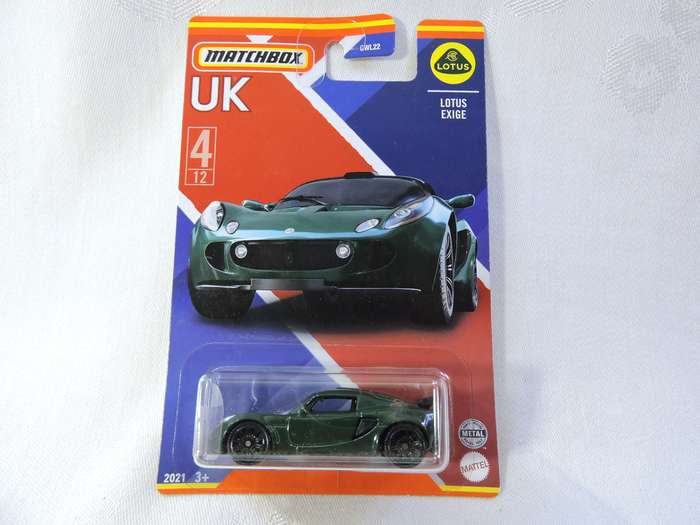 MATCHBOX
UK
4
12
GWL22
LOTUS
LOTUS
EXIGE
2021 3+
METAL
MATTEL